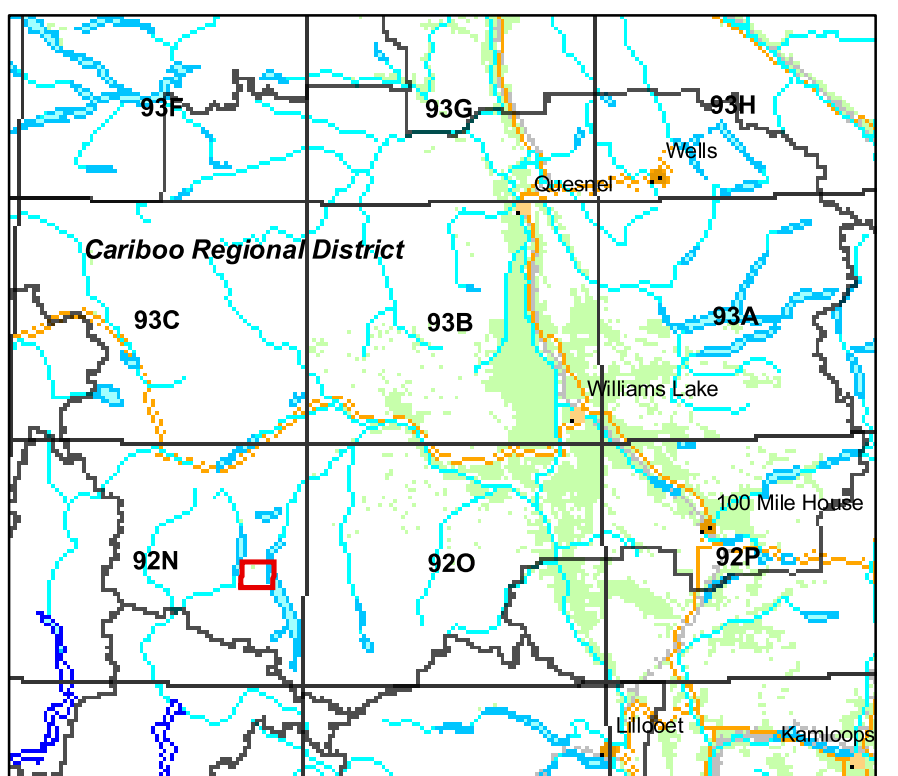 93F
93G
93H
Wells
Quesnel
Cariboo Regional District
93C
93B
93A
Williams Lake
100 Mile House
92N
92O
92P
Lillooet
Kamloops